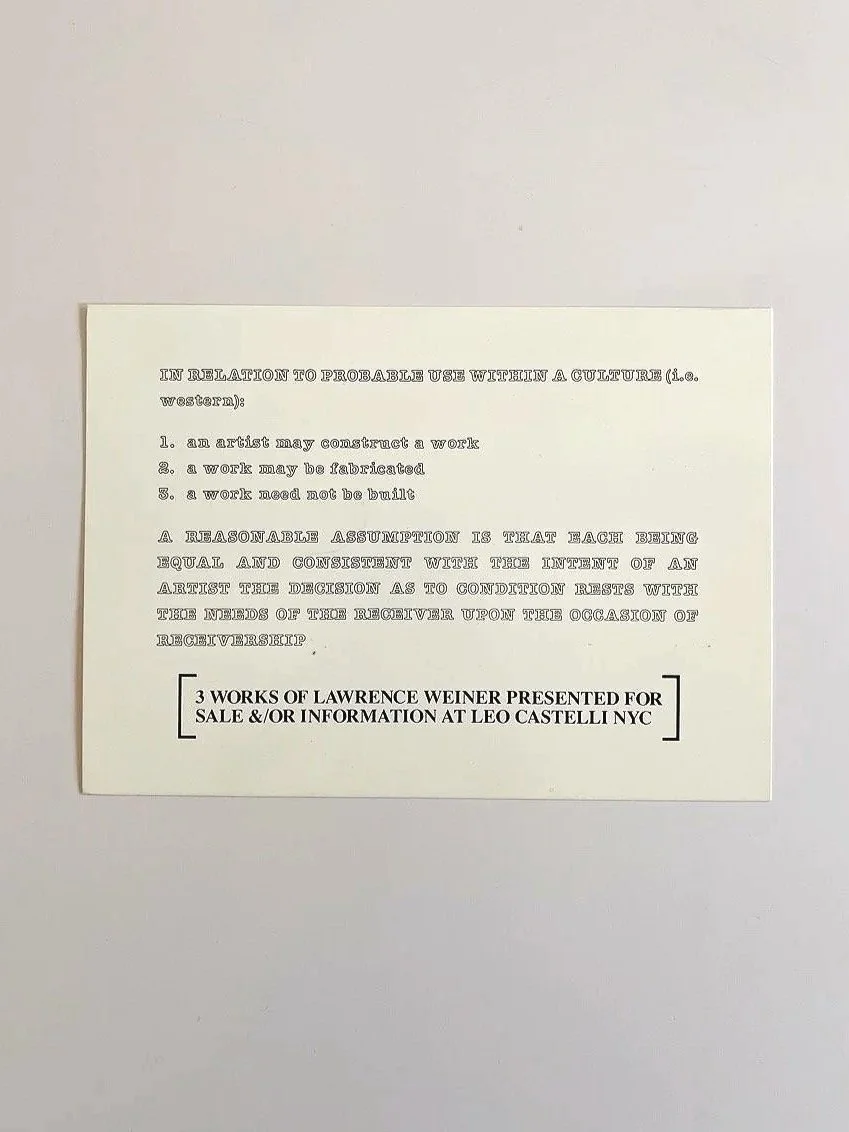 IN RELATION TO PROBABLE USE WITHIN A CULTURE (i.e.
western):
1. an artist may construct a work
2. a work may be fabricated
3. a work need not be built
A REASONABLE ASSUMPTION IS THAT EACH BEING
EQUAL AND CONSISTENT WITH THE INTENT OF AN
ARTIST THE DECISION AS TO CONDITION RESTS WITH
THE NEEDS OF THE RECEIVER UPON THE OCCASION OF
RECEIVERSHIP
[3 WORKS OF LAWRENCE WEINER PRESENTED FOR
SALE &/OR INFORMATION AT LEO CASTELLI NYC]